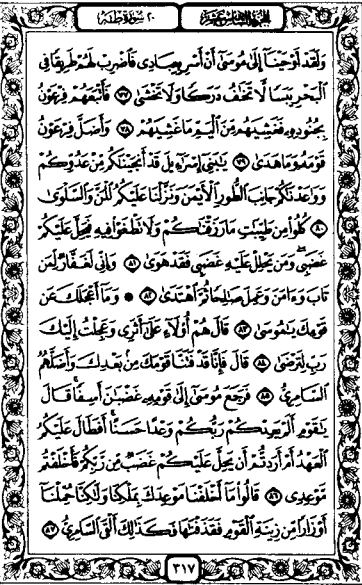 الجزء السادس عشر ٢٠ سورة طه
وَلَقَدْ أَوْحَيْنَآ إِلَىٰ مُوسَىٰٓ أَنْ أَسْرِ بِعِبَادِى فَٱضْرِبْ لَهُمْ طَرِيقًا فِى
ٱلْبَحْرِ يَبَسًا لَّا تَخَٰفُ دَرَكًا وَلَا تَخْشَىٰ ٧٧ فَأَتْبَعَهُمْ فِرْعَوْنُ
بِجُنُودِهِۦ فَغَشِيَهُم مِّنَ ٱلْيَمِّ مَا غَشِيَهُمْ ٧٨ وَأَضَلَّ فِرْعَوْنُ
قَوْمَهُۥ وَمَا هَدَىٰ ٧٩ يَٰبَنِىٓ إِسْرَٰٓءِيلَ قَدْ أَنجَيْنَٰكُم مِّنْ عَدُوِّكُمْ
وَوَٰعَدْنَٰكُمْ جَانِبَ ٱلطُّورِ ٱلْأَيْمَنَ وَنَزَّلْنَا عَلَيْكُمُ ٱلْمَنَّ وَٱلسَّلْوَىٰ
٨٠ كُلُوا۟ مِن طَيِّبَٰتِ مَا رَزَقْنَٰكُمْ وَلَا تَطْغَوْا۟ فِيهِ فَيَحِلَّ عَلَيْكُمْ
غَضَبِى وَمَن يَحْلِلْ عَلَيْهِ غَضَبِى فَقَدْ هَوَىٰ ٨١ وَإِنِّى لَغَفَّارٌ لِّمَن
تَابَ وَءَامَنَ وَعَمِلَ صَٰلِحًا ثُمَّ ٱهْتَدَىٰ ٨٢ ۞ وَمَآ أَعْجَلَكَ عَن
قَوْمِكَ يَٰمُوسَىٰ ٨٣ قَالَ هُمْ أُو۟لَآءِ عَلَىٰٓ أَثَرِى وَعَجِلْتُ إِلَيْكَ
رَبِّ لِتَرْضَىٰ ٨٤ قَالَ فَإِنَّا قَدْ فَتَنَّا قَوْمَكَ مِنۢ بَعْدِكَ وَأَضَلَّهُمُ
ٱلسَّامِرِىُّ ٨٥ فَرَجَعَ مُوسَىٰٓ إِلَىٰ قَوْمِهِۦ غَضْبَٰنَ أَسِفًا قَالَ
يَٰقَوْمِ أَلَمْ يَعِدْكُمْ رَبُّكُمْ وَعْدًا حَسَنًا أَفَطَالَ عَلَيْكُمُ
ٱلْعَهْدُ أَمْ أَرَدتُّمْ أَن يَحِلَّ عَلَيْكُمْ غَضَبٌ مِّن رَّبِّكُمْ فَأَخْلَفْتُم
مَّوْعِدِى ٨٦ قَالُوا۟ مَآ أَخْلَفْنَا مَوْعِدَكَ بِمَلْكِنَا وَلَٰكِنَّا حُمِّلْنَآ
أَوْزَارًا مِّن زِينَةِ ٱلْقَوْمِ فَقَذَفْنَٰهَا فَكَذَٰلِكَ أَلْقَى ٱلسَّامِرِىُّ ٨٧
٣١٧